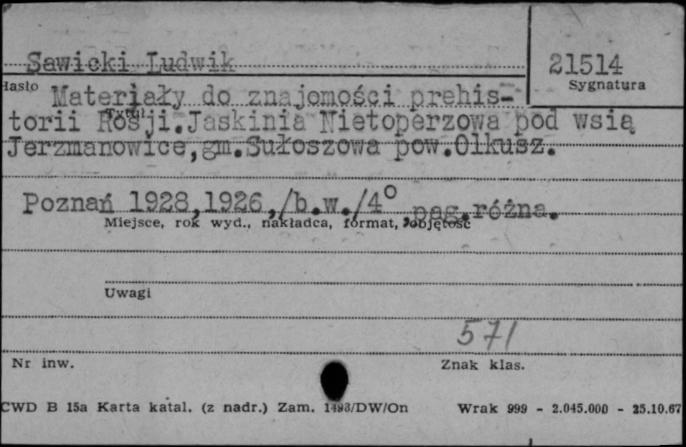 Sawicki Ludwik
21514
Hasło
Sygnatura
Materjały do znajomości prehis-
torii Rosji. Jaskinia Nietoperzowa pod wsią
Jerzmanowice, gm. Sułoszowa pow. Olkusz.
Poznań 1928, 1926, /b.w./4° pag. różna.
Miejsce, rok wyd., nakładca, format, objętość
Uwagi
571
Nr inw.
Znak klas.
CWD B 15a Karta katal. (z nadr.) Zam. 1493/DW/On
Wrak 999 - 2.045.000 - 25.10.67